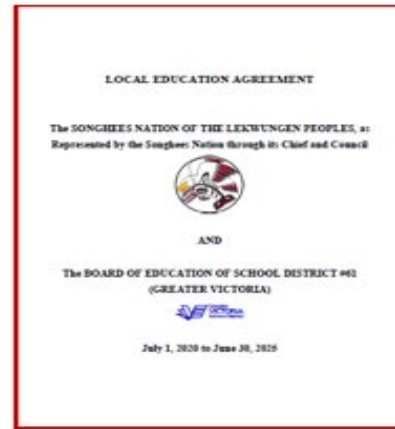 LOCAL EDUCATION AGREEMENT
The SONGHEES NATION OF THE LEKWUNGEN PEOPLES, as
Represented by the Songhees Nation through its Chief and Council
AND
The BOARD OF EDUCATION OF SCHOOL DISTRICT #61
(GREATER VICTORIA)
VICTORIA
July 1, 2020 to June 30, 2025